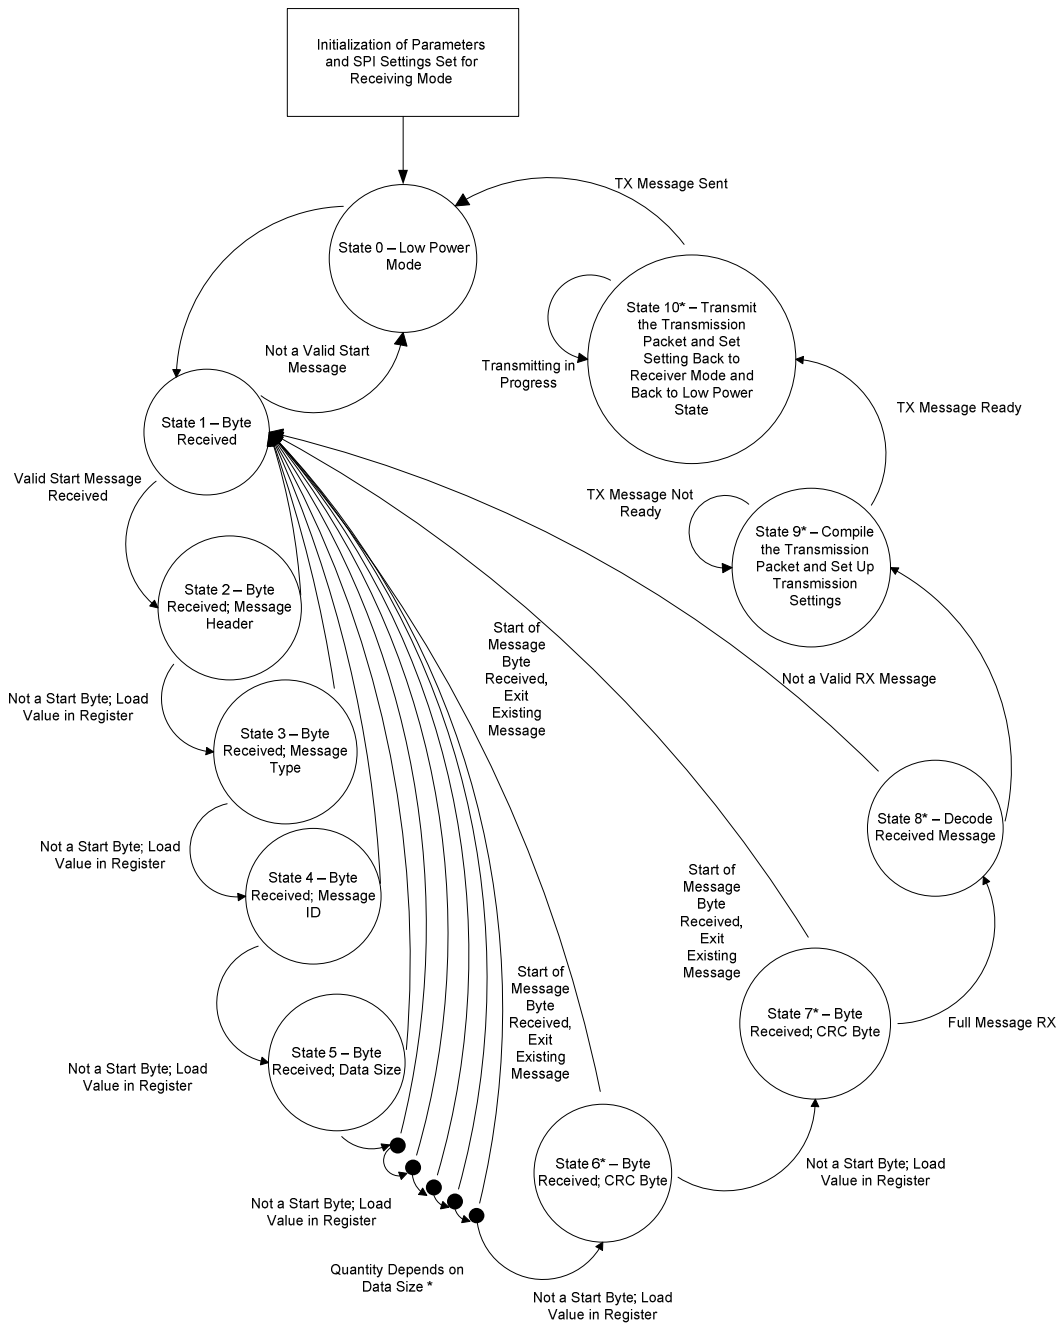 Initialization of Parameters
and SPI Settings Set for
Receiving Mode
TX Message Sent
State 0 – Low Power
Mode
State 10* – Transmit
the Transmission
Packet and Set
Setting Back to
Receiver Mode and
Back to Low Power
State
Not a Valid Start
Message
Transmitting in
Progress
TX Message Ready
State 1 – Byte
Received
Valid Start Message
Received
TX Message Not
Ready
State 9* – Compile
the Transmission
Packet and Set Up
Transmission
Settings
State 2 – Byte
Received; Message
Header
Start of
Message
Byte
Received,
Exit
Existing
Message
Not a Valid RX Message
Not a Start Byte; Load
Value in Register
State 3 – Byte
Received; Message
Type
State 8* – Decode
Received Message
Not a Start Byte; Load
Value in Register
State 4 – Byte
Received; Message
ID
Start of
Message
Byte
Received,
Exit
Existing
Message
Start of
Message
Byte
Received,
Exit
Existing
Message
State 7* – Byte
Received; CRC Byte
Full Message RX
State 5 – Byte
Received; Data Size
Not a Start Byte; Load
Value in Register
State 6* – Byte
Received; CRC Byte
Not a Start Byte; Load
Value in Register
Not a Start Byte; Load
Value in Register
Quantity Depends on
Data Size *
Not a Start Byte; Load
Value in Register